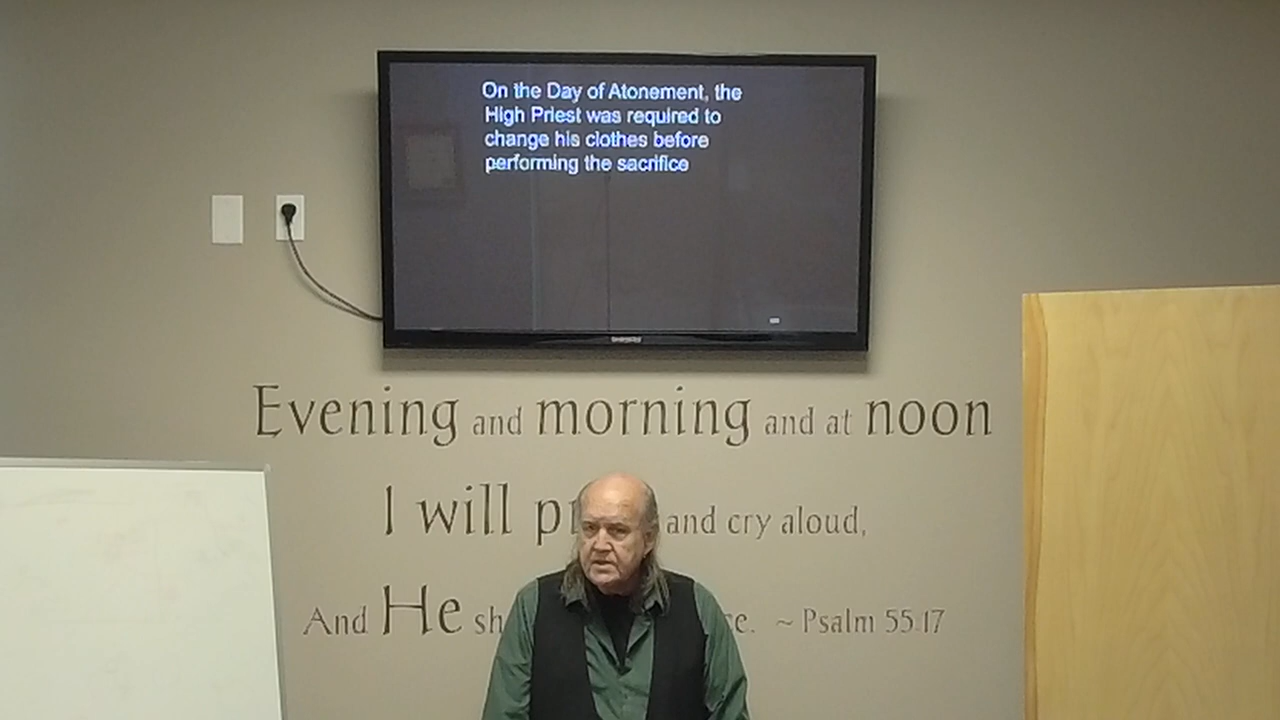 On the Day of Atonement, the
High Priest was required to
change his clothes before
performing the sacrifice
Evening and morning and at noon
I will and cry aloud,
And He ~ Psalm 55:17